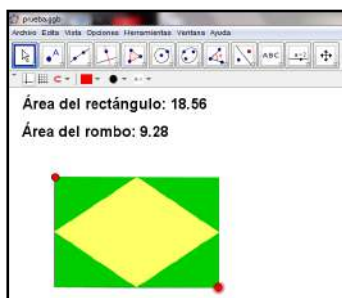 prueba.ggb
Archivo Edita Vista Opciones Herramientas Ventana Ayuda
ABC
a=2
Área del rectángulo: 18.56
Área del rombo: 9.28